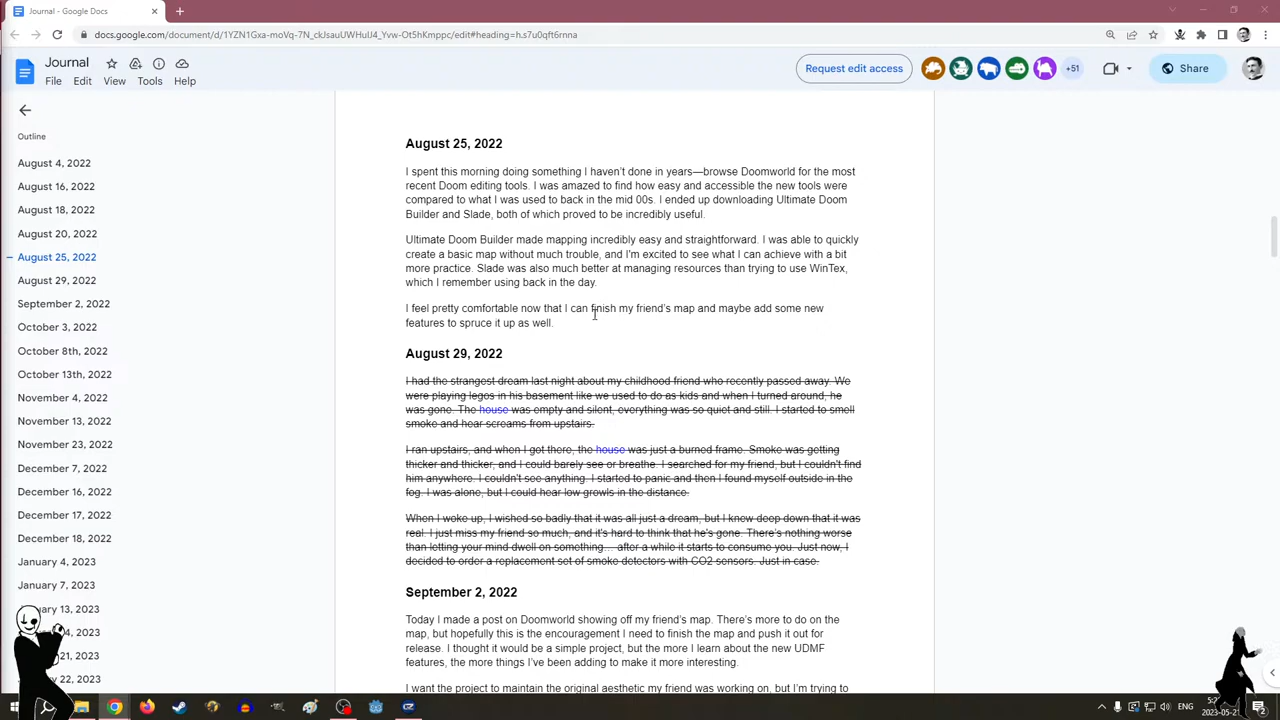 Journal - Google Docs
docs.google.com/document/d/1YZN1Gxa-moVq-7N_ckJsauUWHuIJ4_Yvw-Ot5hKmppc/edit#heading=h.s7u0qft6rnna
Journal
File Edit View Tools Help
Request edit access
+51
Share
Outline
August 4, 2022
August 16, 2022
August 18, 2022
August 20, 2022
August 25, 2022
August 29, 2022
September 2, 2022
October 3, 2022
October 8th, 2022
October 13th, 2022
November 4, 2022
November 13, 2022
November 23, 2022
December 7, 2022
December 16, 2022
December 17, 2022
December 18, 2022
January 4, 2023
January 7, 2023
uary 13, 2023
4, 2023
21, 2023
22, 2023
August 25, 2022
I spent this morning doing something I haven't done in years—browse Doomworld for the most
recent Doom editing tools. I was amazed to find how easy and accessible the new tools were
compared to what I was used to back in the mid 00s. I ended up downloading Ultimate Doom
Builder and Slade, both of which proved to be incredibly useful.
Ultimate Doom Builder made mapping incredibly easy and straightforward. I was able to quickly
create a basic map without much trouble, and I'm excited to see what I can achieve with a bit
more practice. Slade was also much better at managing resources than trying to use WinTex,
which I remember using back in the day.
I feel pretty comfortable now that I can finish my friend's map and maybe add some new
features to spruce it up as well.
August 29, 2022
I had the strangest dream last night about my childhood friend who recently passed away. We
were playing legos in his basement like we used to do as kids and when I turned around, he
was gone. The house was empty and silent, everything was so quiet and still. I started to smell
smoke and hear screams from upstairs.
I ran upstairs, and when I got there, the house was just a burned frame. Smoke was getting
thicker and thicker, and I could barely see or breathe. I searched for my friend, but I couldn't find
him anywhere. I couldn't see anything. I started to panic and then I found myself outside in the
fog. I was alone, but I could hear low growls in the distance.
When I woke up, I wished so badly that it was all just a dream, but I knew deep down that it was
real. I just miss my friend so much, and it's hard to think that he's gone. There's nothing worse
than letting your mind dwell on something… after a while it starts to consume you. Just now, I
decided to order a replacement set of smoke detectors with CO2 sensors. Just in case.
September 2, 2022
Today I made a post on Doomworld showing off my friend's map. There's more to do on the
map, but hopefully this is the encouragement I need to finish the map and push it out for
release. I thought it would be a simple project, but the more I learn about the new UDMF
features, the more things I've been adding to make it more interesting.
I want the project to maintain the original aesthetic my friend was working on, but I'm trying to